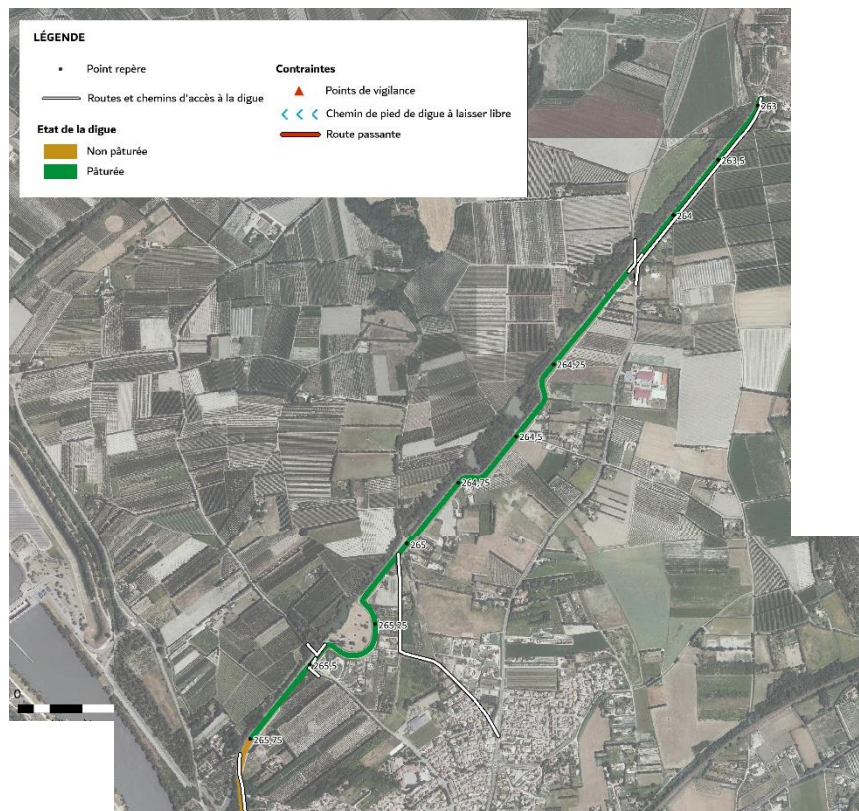 LÉGENDE
Point repère
Routes et chemins d'accès à la digue
Etat de la digue
Non pâturée
Pâturée
Contraintes
Points de vigilance
Chemin de pied de digue à laisser libre
Route passante
263
263,5
264
264,25
264,5
264,75
265
265,25
265,5
265,75
0